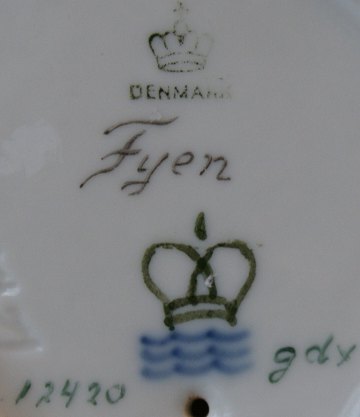 DENMARK
Fyen
gdx
12420